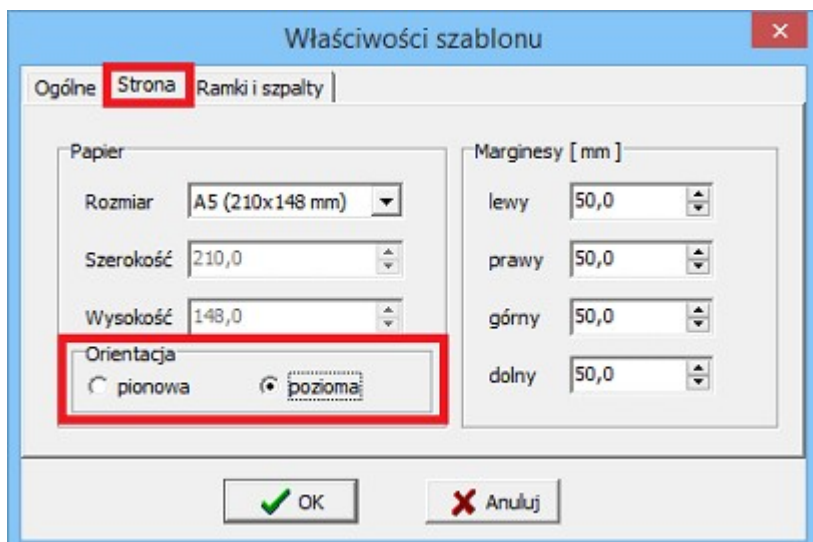 Właściwości szablonu
Ogólne Strona Ramki i szpalty
Papier
Rozmiar A5 (210x148 mm)
Szerokość 210,0
Wysokość 148,0
Orientacja
pionowa pozioma
Marginesy [ mm ]
lewy 50,0
prawy 50,0
górny 50,0
dolny 50,0
OK Anuluj